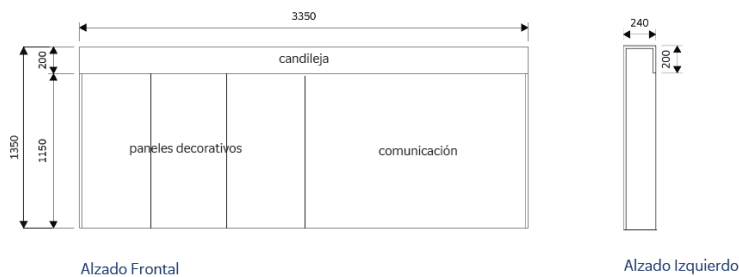 3350
240
candileja
200
200
1350
1150
paneles decorativos
comunicación
Alzado Frontal
Alzado Izquierdo